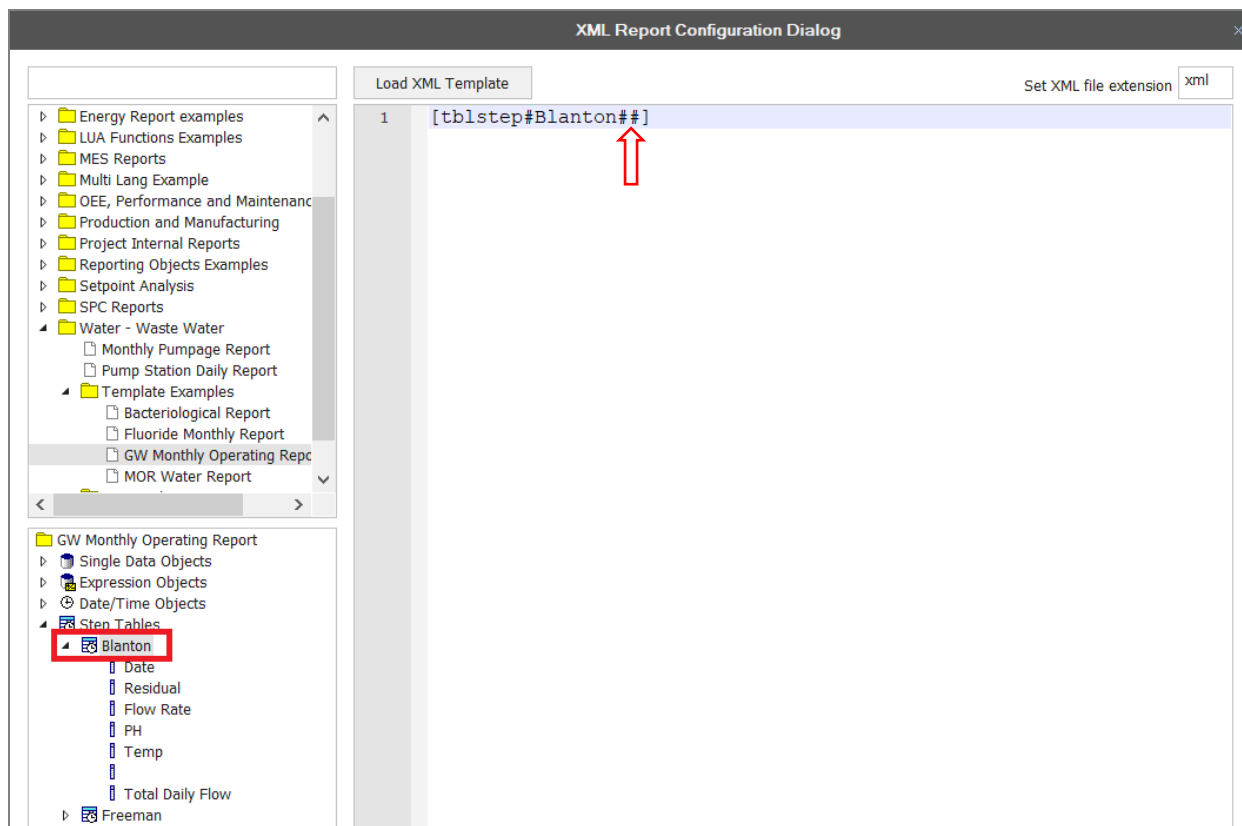 XML Report Configuration Dialog
Load XML Template
Set XML file extension xml
Energy Report examples
LUA Functions Examples
MES Reports
Multi Lang Example
OEE, Performance and Maintenanc
Production and Manufacturing
Project Internal Reports
Reporting Objects Examples
Setpoint Analysis
SPC Reports
Water - Waste Water
Monthly Pumpage Report
Pump Station Daily Report
Template Examples
Bacteriological Report
Fluoride Monthly Report
GW Monthly Operating Repo
MOR Water Report
1 [tblstep#Blanton##]
GW Monthly Operating Report
Single Data Objects
Expression Objects
Date/Time Objects
Step Tables
Blanton
Date
Residual
Flow Rate
PH
Temp
Total Daily Flow
Freeman